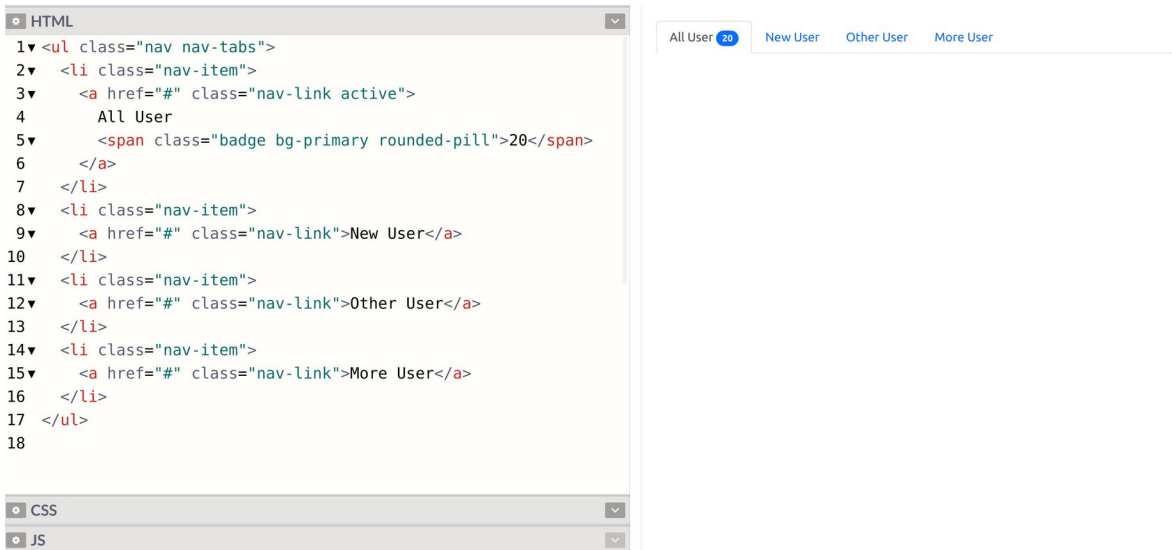 HTML
1 <ul class="nav nav-tabs">
2 <li class="nav-item">
3 <a href="#" class="nav-link active">
4 All User
5 <span class="badge bg-primary rounded-pill">20</span>
6 </a>
7 </li>
8 <li class="nav-item">
9 <a href="#" class="nav-link">New User</a>
10 </li>
11 <li class="nav-item">
12 <a href="#" class="nav-link">Other User</a>
13 </li>
14 <li class="nav-item">
15 <a href="#" class="nav-link">More User</a>
16 </li>
17 </ul>
18
CSS
JS
All User 20 New User Other User More User